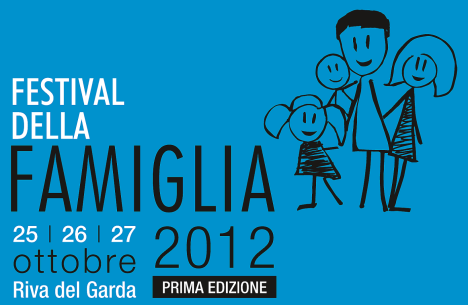 FESTIVAL
DELLA
FAMIGLIA
25 | 26 | 27
ottobre
Riva del Garda
2012
PRIMA EDIZIONE